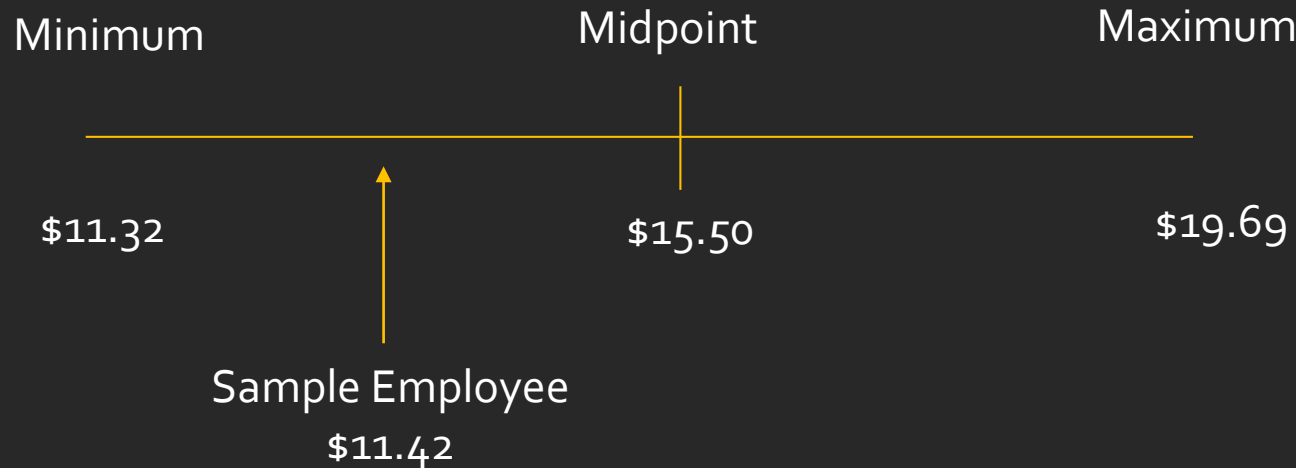 Minimum
Midpoint
Maximum
$11.32
$15.50
$19.69
Sample Employee
$11.42